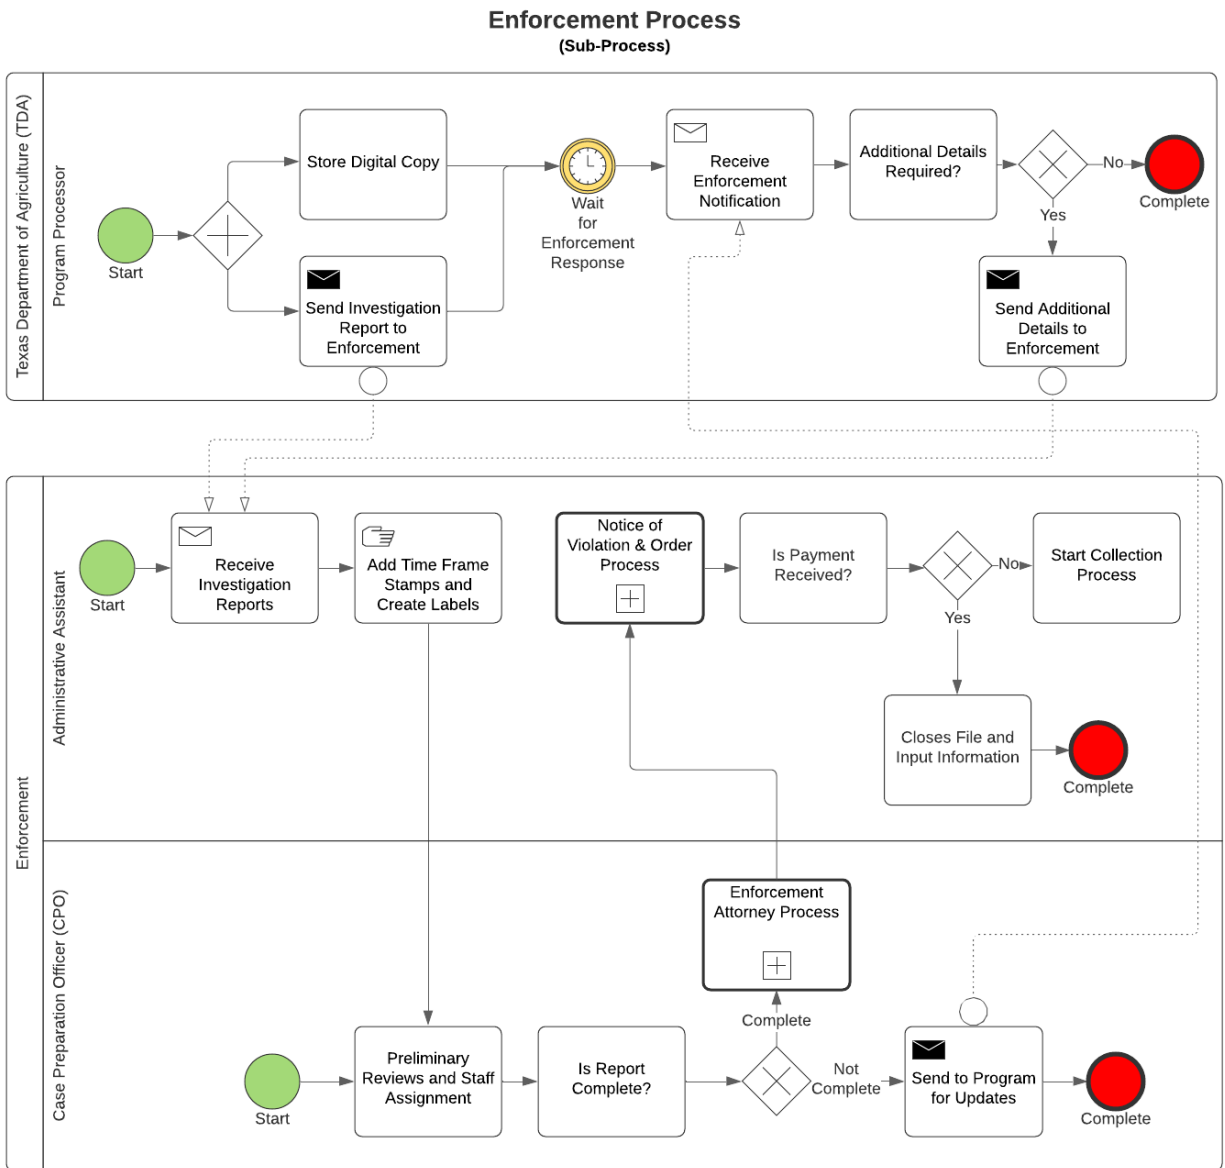 Enforcement Process
(Sub-Process)
Texas Department of Agriculture (TDA)
Program Processor
Start
Store Digital Copy
Send Investigation
Report to
Enforcement
Wait
for
Enforcement
Response
Receive
Enforcement
Notification
Additional Details
Required?
No
Complete
Yes
Send Additional
Details to
Enforcement
Enforcement
Administrative Assistant
Start
Receive
Investigation
Reports
Add Time Frame
Stamps and
Create Labels
Notice of
Violation & Order
Process
Is Payment
Received?
No
Start Collection
Process
Yes
Closes File and
Input Information
Complete
Case Preparation Officer (CPO)
Start
Preliminary
Reviews and Staff
Assignment
Is Report
Complete?
Complete
Enforcement
Attorney Process
Not
Complete
Send to Program
for Updates
Complete